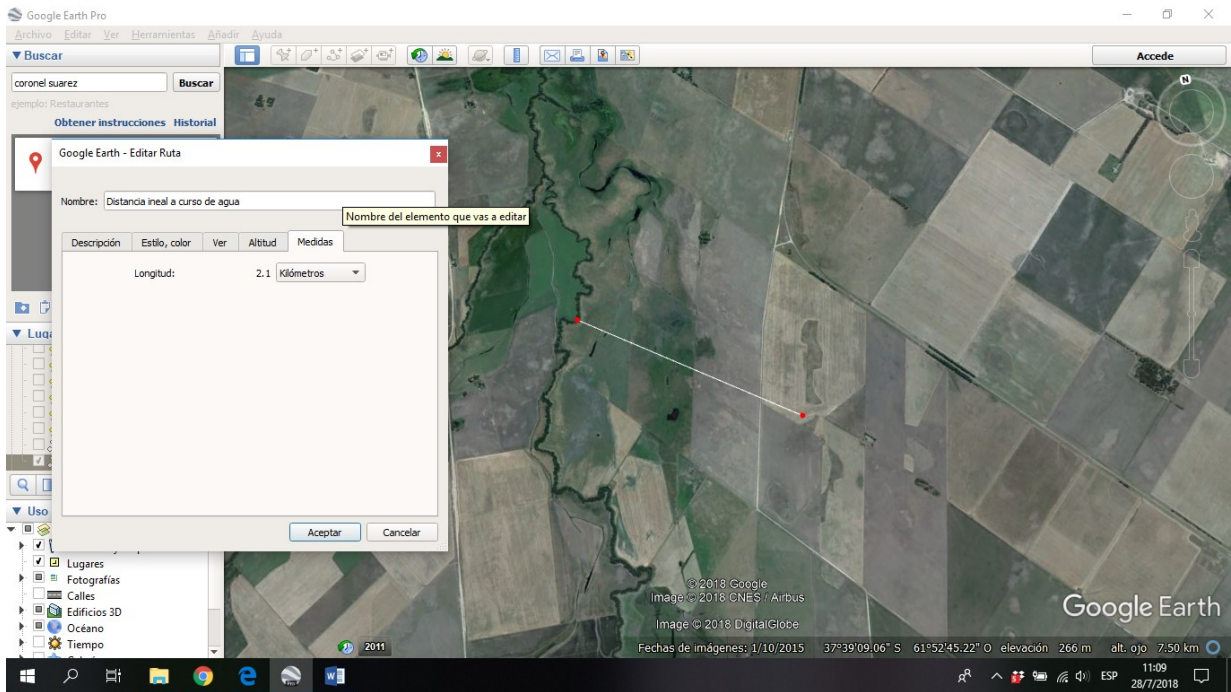 Google Earth Pro
Archivo Editar Ver Herramientas Añadir Ayuda
▼ Buscar
Accede
coronel suarez
Buscar
ejemplo: Restaurantes
Obtener instrucciones Historial
N
Google Earth - Editar Ruta
Nombre: Distancia ineal a curso de agua
Nombre del elemento que vas a editar
Descripción Estilo, color Ver Altitud Medidas
Longitud: 2.1 Kilómetros
▼ Luga
Aceptar Cancelar
▼ Uso
Lugares
Fotografías
Calles
Edificios 3D
Océano
Tiempo
© 2018 Google
Image © 2018 CNES / Airbus
Image © 2018 DigitalGlobe
Google Earth
2011
Fechas de imágenes: 1/10/2015 37°39'09.06" S 61°52'45.22" O elevación 266 m alt. ojo 7.50 km
ESP
11:09
28/7/2018